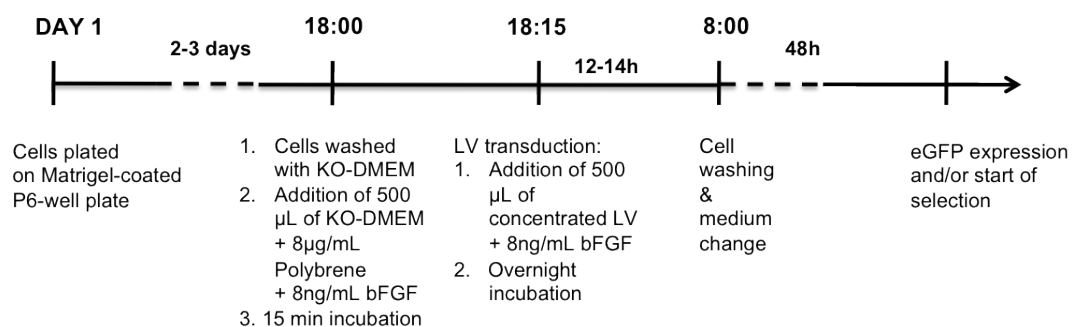 DAY 1
2-3 days
18:00
18:15
12-14h
8:00
48h
Cells plated
on Matrigel-coated
P6-well plate
1. Cells washed
with KO-DMEM
2. Addition of 500
µL of KO-DMEM
+ 8µg/mL
Polybrene
+ 8ng/mL bFGF
3. 15 min incubation
LV transduction:
1. Addition of 500
µL of
concentrated LV
+ 8ng/mL bFGF
2. Overnight
incubation
Cell
washing
&
medium
change
eGFP expression
and/or start of
selection